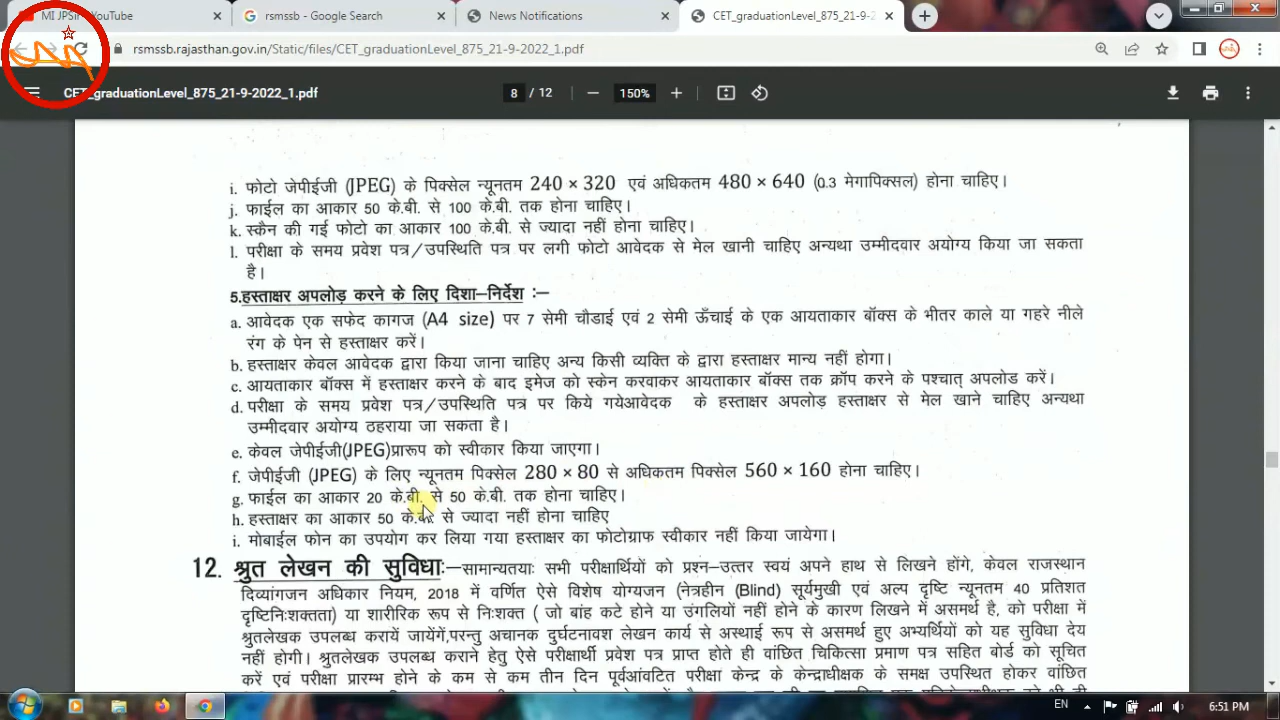 MI JPSi YouTube
rsmssb - Google Search
News Notifications
CET_graduationLevel_875_21-9-2
rsmssb.rajasthan.gov.in/Static/files/CET_graduationLevel_875_21-9-2022_1.pdf
CET_graduationLevel_875_21-9-2022_1.pdf
8 / 12
150%
i. फोटो जेपीईजी (JPEG) के पिक्सेल न्यूनतम 240 × 320 एवं अधिकतम 480 × 640 (0.3 मेगापिक्सल) होना चाहिए।
j. फाईल का आकार 50 के.बी. से 100 के.बी. तक होना चाहिए।
k. स्कैन की गई फोटो का आकार 100 के.बी. से ज्यादा नहीं होना चाहिए।
l. परीक्षा के समय प्रवेश पत्र/उपस्थिति पत्र पर लगी फोटो आवेदक से मेल खानी चाहिए अन्यथा उम्मीदवार अयोग्य किया जा सकता
है।
5.हस्ताक्षर अपलोड़ करने के लिए दिशा–निर्देश :–
a. आवेदक एक सफेद कागज (A4 size) पर 7 सेमी चौडाई एवं 2 सेमी ऊँचाई के एक आयताकार बॉक्स के भीतर काले या गहरे नीले
रंग के पेन से हस्ताक्षर करें।
b. हस्ताक्षर केवल आवेदक द्वारा किया जाना चाहिए अन्य किसी व्यक्ति के द्वारा हस्ताक्षर मान्य नहीं होगा।
c. आयताकार बॉक्स में हस्ताक्षर करने के बाद इमेज को स्केन करवाकर आयताकार बॉक्स तक क्रॉप करने के पश्चात् अपलोड करें।
d. परीक्षा के समय प्रवेश पत्र/उपस्थिति पत्र पर किये गयेआवेदक के हस्ताक्षर अपलोड़ हस्ताक्षर से मेल खाने चाहिए अन्यथा
उम्मीदवार अयोग्य ठहराया जा सकता है।
e. केवल जेपीईजी(JPEG)प्रारूप को स्वीकार किया जाएगा।
f. जेपीईजी (JPEG) के लिए न्यूनतम पिक्सेल 280 × 80 से अधिकतम पिक्सेल 560 × 160 होना चाहिए।
g. फाईल का आकार 20 के.बी. से 50 के.बी. तक होना चाहिए।
h. हस्ताक्षर का आकार 50 के.बी. से ज्यादा नहीं होना चाहिए
i. मोबाईल फोन का उपयोग कर लिया गया हस्ताक्षर का फोटोग्राफ स्वीकार नहीं किया जायेगा।
12. श्रुत लेखन की सुविधाः–सामान्यतयाः सभी परीक्षार्थियों को प्रश्न–उत्तर स्वयं अपने हाथ से लिखने होंगे, केवल राजस्थान
दिव्यांगजन अधिकार नियम, 2018 में वर्णित ऐसे विशेष योग्यजन (नेत्रहीन (Blind) सूर्यमुखी एवं अल्प दृष्टि न्यूनतम 40 प्रतिशत
दृष्टिनिःशक्तता) या शारीरिक रूप से निःशक्त ( जो बांह कटे होने या उंगलियों नहीं होने के कारण लिखने में असमर्थ है, को परीक्षा में
श्रुतलेखक उपलब्ध करायें जायेंगें,परन्तु अचानक दुर्घटनावश लेखन कार्य से अस्थाई रूप से असमर्थ हुए अभ्यर्थियों को यह सुविधा देय
नहीं होगी। श्रुतलेखक उपलब्ध कराने हेतु ऐसे परीक्षार्थी प्रवेश पत्र प्राप्त होते ही वांछित चिकित्सा प्रमाण पत्र सहित बोर्ड को सूचित
करें एवं परीक्षा प्रारम्भ होने के कम से कम तीन दिन पूर्वआंवटित परीक्षा केन्द्र के केन्द्राधीक्षक के समक्ष उपस्थित होकर वांछित
EN
6:51 PM